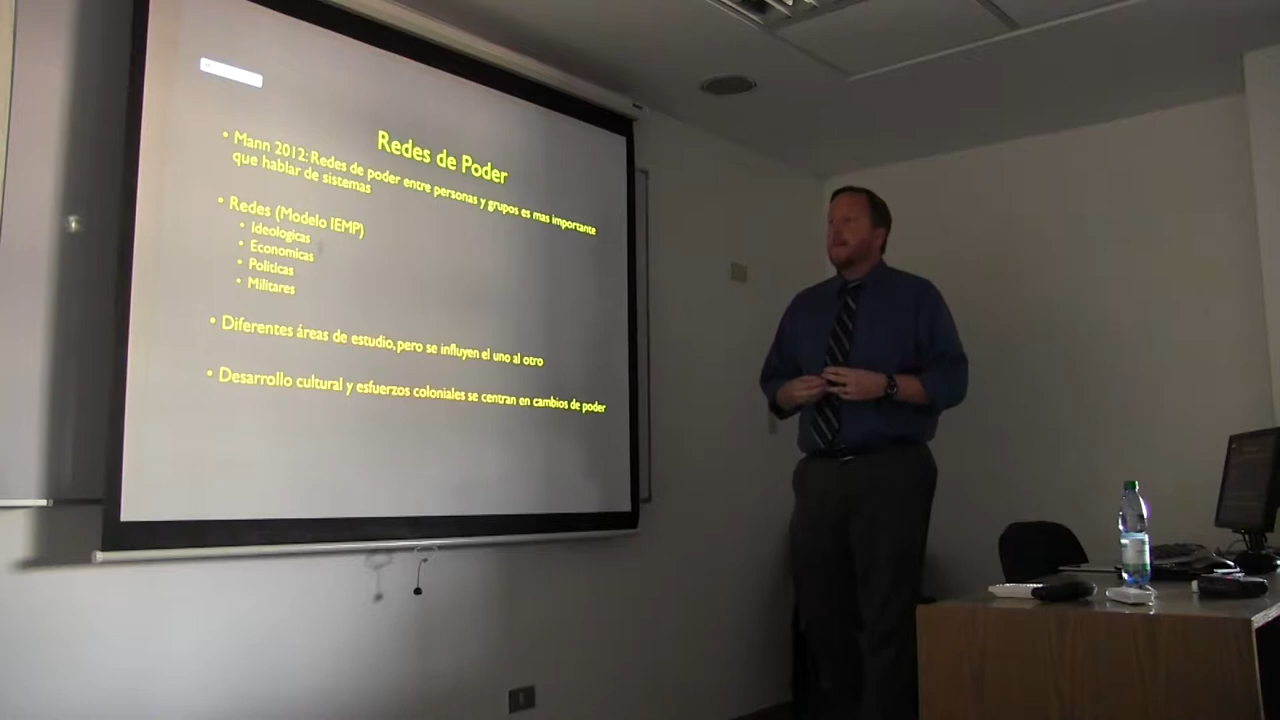 Redes de Poder
• Mann 2012: Redes de poder entre personas y grupos es mas importante
que hablar de sistemas
• Redes (Modelo IEMP)
• Ideologicas
• Economicas
• Politicas
• Militares
• Diferentes áreas de estudio, pero se influyen el uno al otro
• Desarrollo cultural y esfuerzos coloniales se centran en cambios de poder